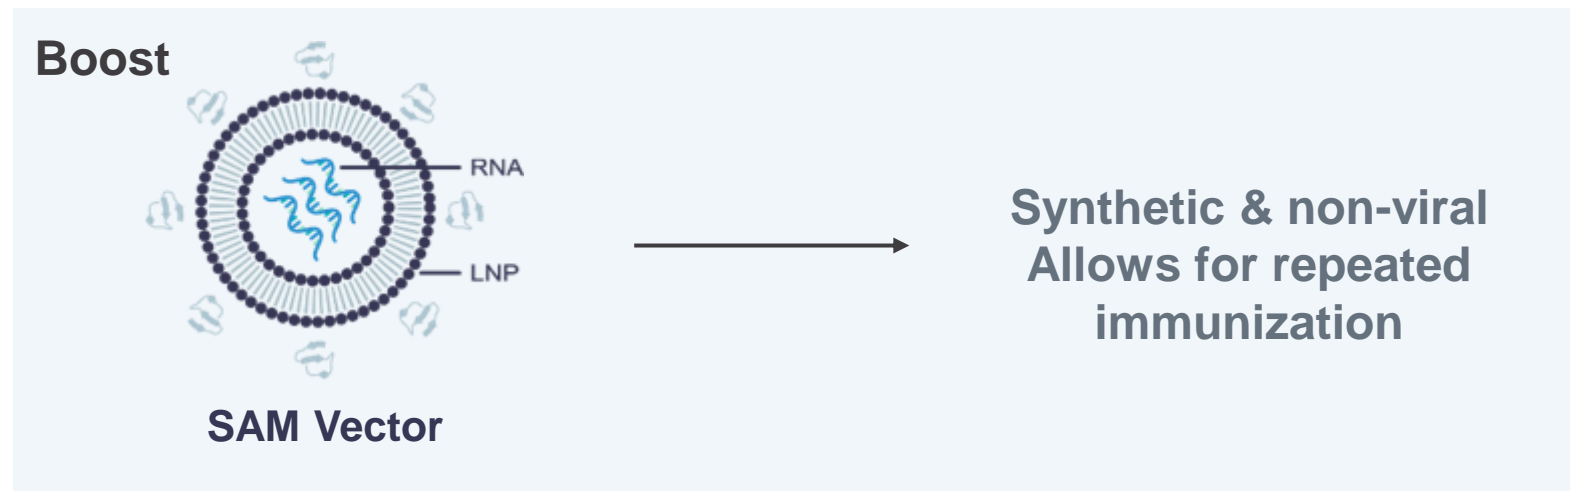 Boost
RNA
LNP
SAM Vector
Synthetic & non-viral
Allows for repeated
immunization